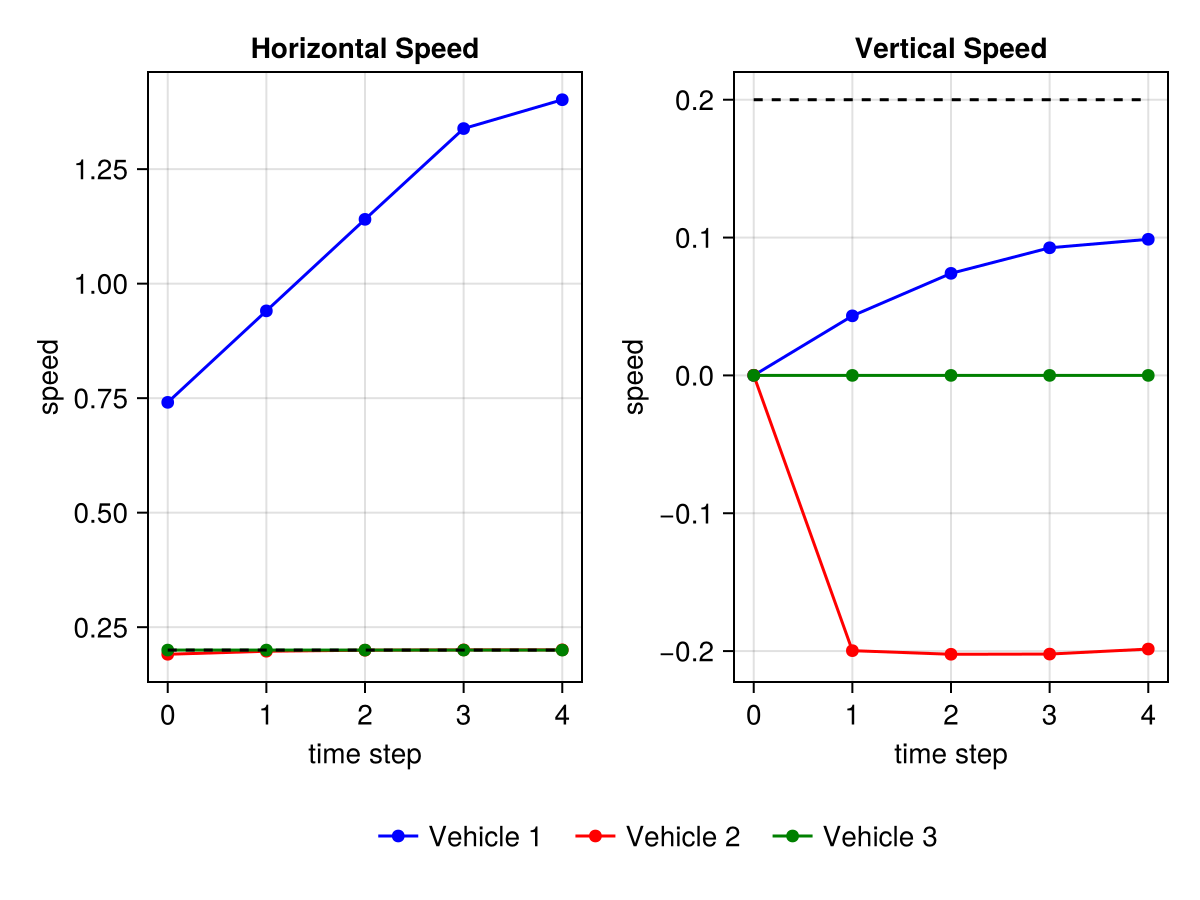 Horizontal Speed
speed
1.25
1.00
0.75
0.50
0.25
0 1 2 3 4
time step
Vertical Speed
speed
0.2
0.1
0.0
−0.1
−0.2
0 1 2 3 4
time step
Vehicle 1 Vehicle 2 Vehicle 3